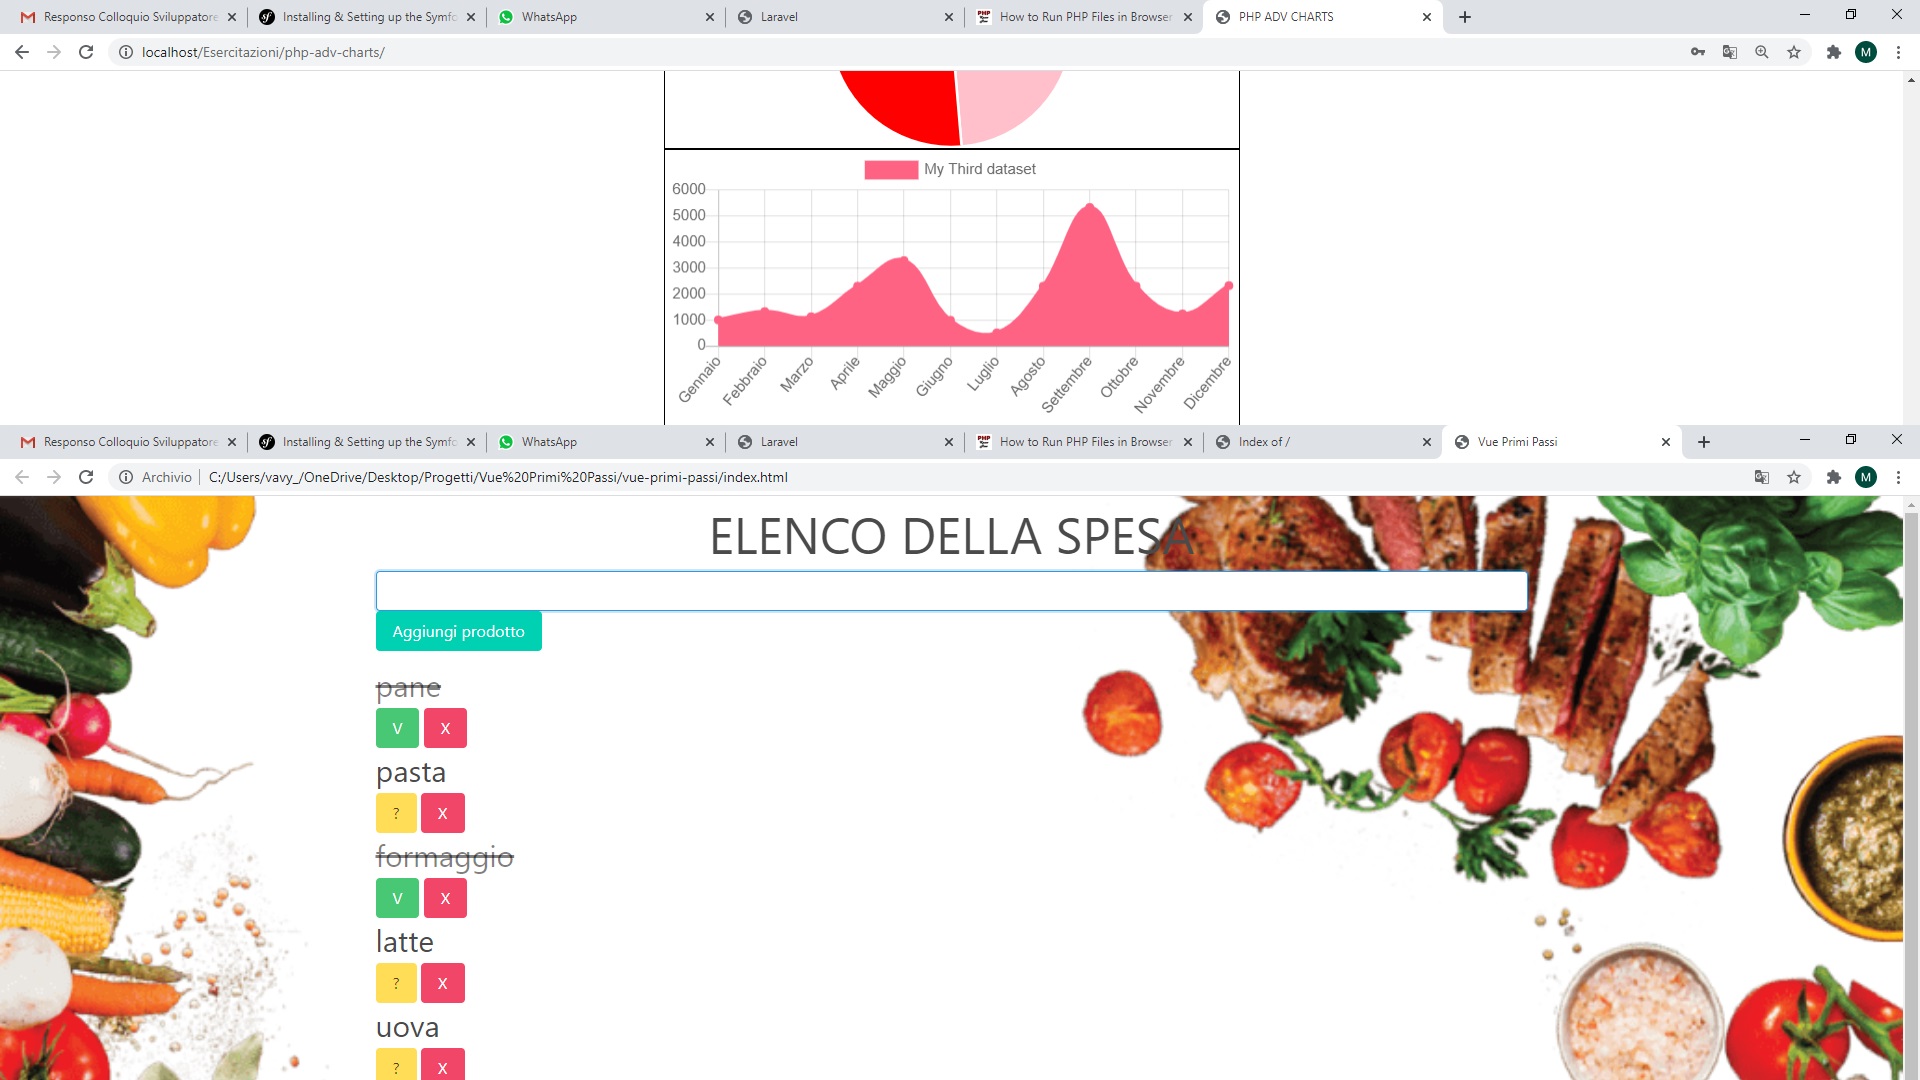 Responso Colloquio Sviluppatore
Installing & Setting up the Symfo
WhatsApp
Laravel
How to Run PHP Files in Browser
PHP ADV CHARTS
localhost/Esercitazioni/php-adv-charts/
M
My Third dataset
6000
5000
4000
3000
2000
1000
0
Gennaio
Febbraio
Marzo
Aprile
Maggio
Giugno
Luglio
Agosto
Settembre
Ottobre
Novembre
Dicembre
Responso Colloquio Sviluppatore
Installing & Setting up the Symfo
WhatsApp
Laravel
How to Run PHP Files in Browser
Index of /
Vue Primi Passi
Archivio
C:/Users/vavy_/OneDrive/Desktop/Progetti/Vue%20Primi%20Passi/vue-primi-passi/index.html
M
ELENCO DELLA SPESA
Aggiungi prodotto
pane
V X
pasta
? X
formaggio
V X
latte
? X
uova
? X